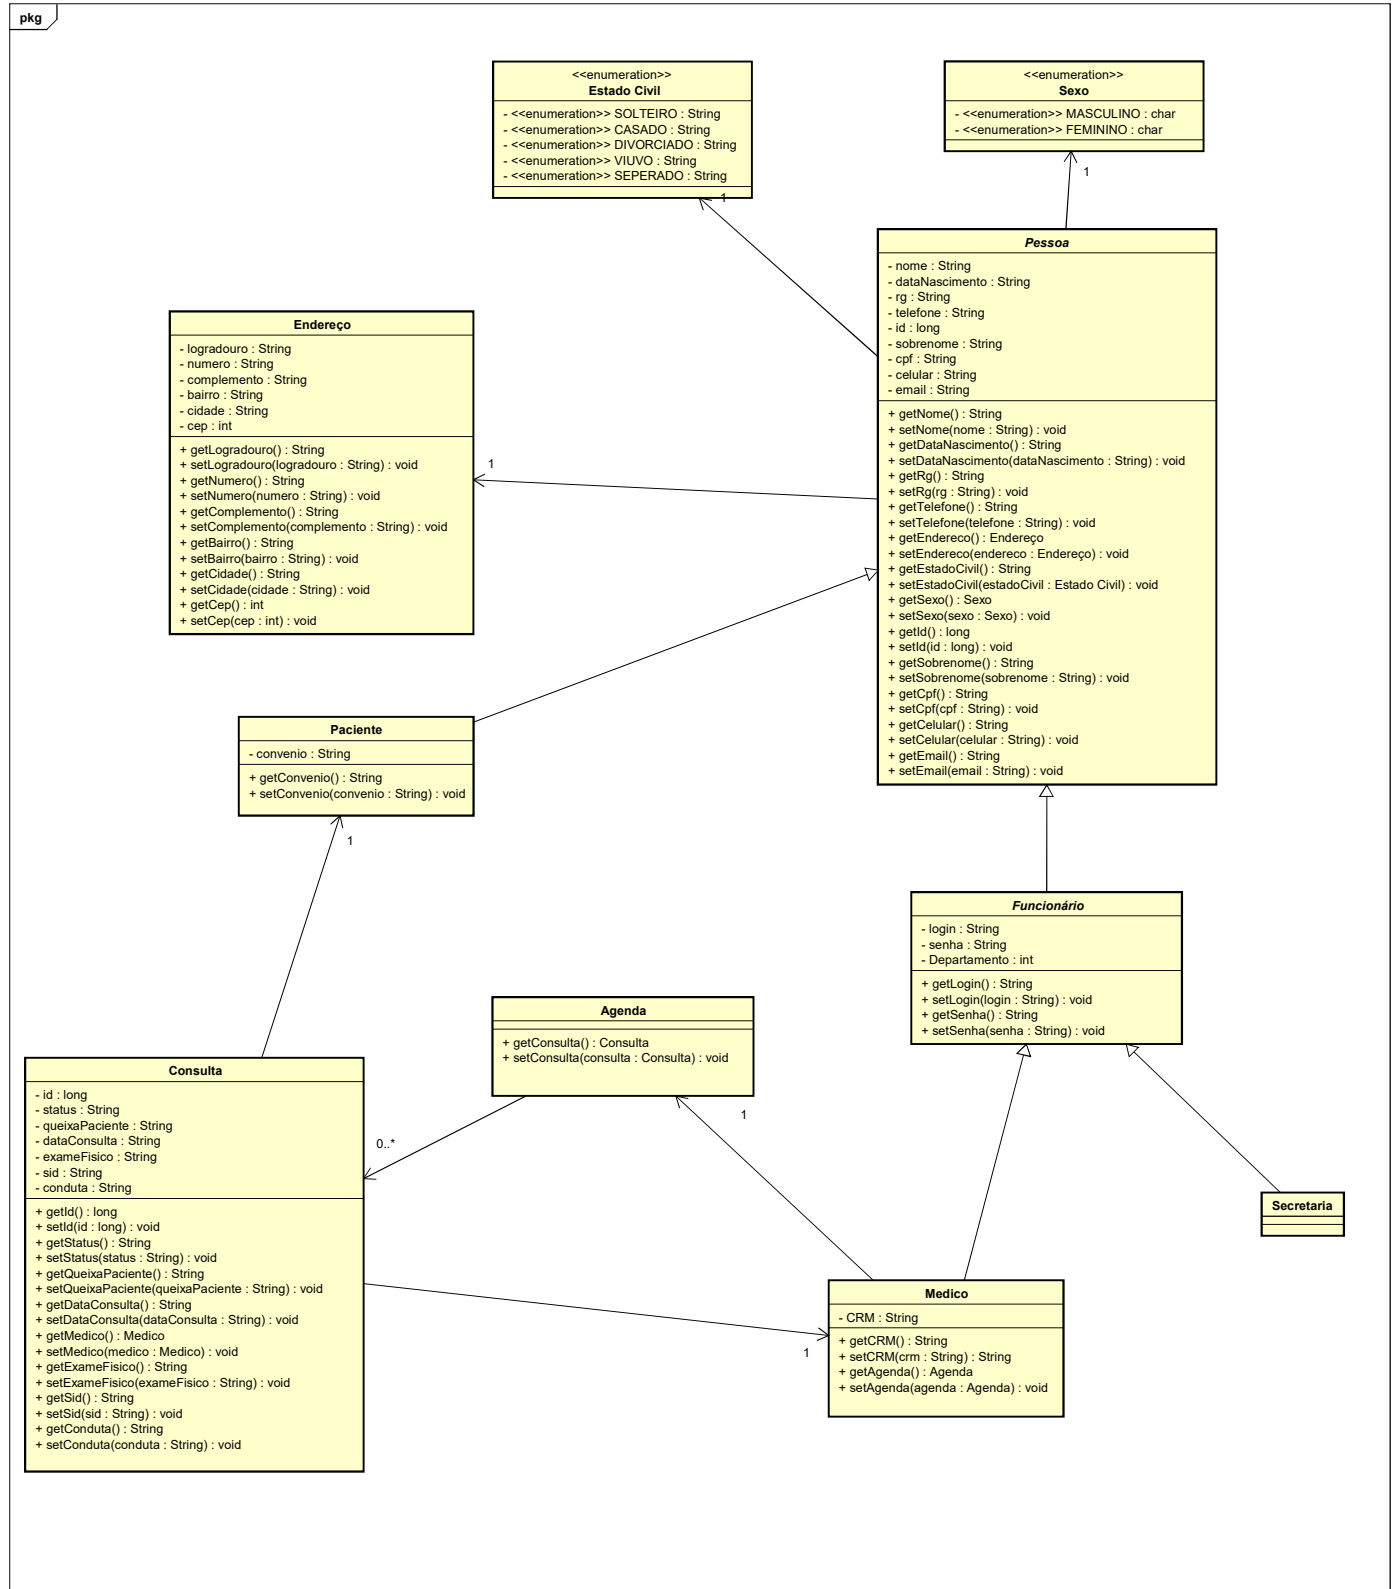 pkg
<<enumeration>>
Estado Civil
- <<enumeration>> SOLTEIRO : String
- <<enumeration>> CASADO : String
- <<enumeration>> DIVORCIADO : String
- <<enumeration>> VIUVO : String
- <<enumeration>> SEPERADO : String
1
<<enumeration>>
Sexo
- <<enumeration>> MASCULINO : char
- <<enumeration>> FEMININO : char
1
Pessoa
- nome : String
- dataNascimento : String
- rg : String
- telefone : String
- id : long
- sobrenome : String
- cpf : String
- celular : String
- email : String
+ getNome() : String
+ setNome(nome : String) : void
+ getDataNascimento() : String
+ setDataNascimento(dataNascimento : String) : void
+ getRg() : String
+ setRg(rg : String) : void
+ getTelefone() : String
+ setTelefone(telefone : String) : void
+ getEndereco() : Endereço
+ setEndereco(endereco : Endereço) : void
+ getEstadoCivil() : String
+ setEstadoCivil(estadoCivil : Estado Civil) : void
+ getSexo() : Sexo
+ setSexo(sexo : Sexo) : void
+ getId() : long
+ setId(id : long) : void
+ getSobrenome() : String
+ setSobrenome(sobrenome : String) : void
+ getCpf() : String
+ setCpf(cpf : String) : void
+ getCelular() : String
+ setCelular(celular : String) : void
+ getEmail() : String
+ setEmail(email : String) : void
Endereço
- logradouro : String
- numero : String
- complemento : String
- bairro : String
- cidade : String
- cep : int
+ getLogradouro() : String
+ setLogradouro(logradouro : String) : void
+ getNumero() : String
+ setNumero(numero : String) : void
+ getComplemento() : String
+ setComplemento(complemento : String) : void
+ getBairro() : String
+ setBairro(bairro : String) : void
+ getCidade() : String
+ setCidade(cidade : String) : void
+ getCep() : int
+ setCep(cep : int) : void
1
Paciente
- convenio : String
+ getConvenio() : String
+ setConvenio(convenio : String) : void
1
Funcionário
- login : String
- senha : String
- Departamento : int
+ getLogin() : String
+ setLogin(login : String) : void
+ getSenha() : String
+ setSenha(senha : String) : void
Agenda
+ getConsulta() : Consulta
+ setConsulta(consulta : Consulta) : void
1
0..*
Consulta
- id : long
- status : String
- queixaPaciente : String
- dataConsulta : String
- exameFisico : String
- sid : String
- conduta : String
+ getId() : long
+ setId(id : long) : void
+ getStatus() : String
+ setStatus(status : String) : void
+ getQueixaPaciente() : String
+ setQueixaPaciente(queixaPaciente : String) : void
+ getDataConsulta() : String
+ setDataConsulta(dataConsulta : String) : void
+ getMedico() : Medico
+ setMedico(medico : Medico) : void
+ getExameFisico() : String
+ setExameFisico(exameFisico : String) : void
+ getSid() : String
+ setSid(sid : String) : void
+ getConduta() : String
+ setConduta(conduta : String) : void
Secretaria
Medico
- CRM : String
+ getCRM() : String
+ setCRM(crm : String) : String
+ getAgenda() : Agenda
+ setAgenda(agenda : Agenda) : void
1